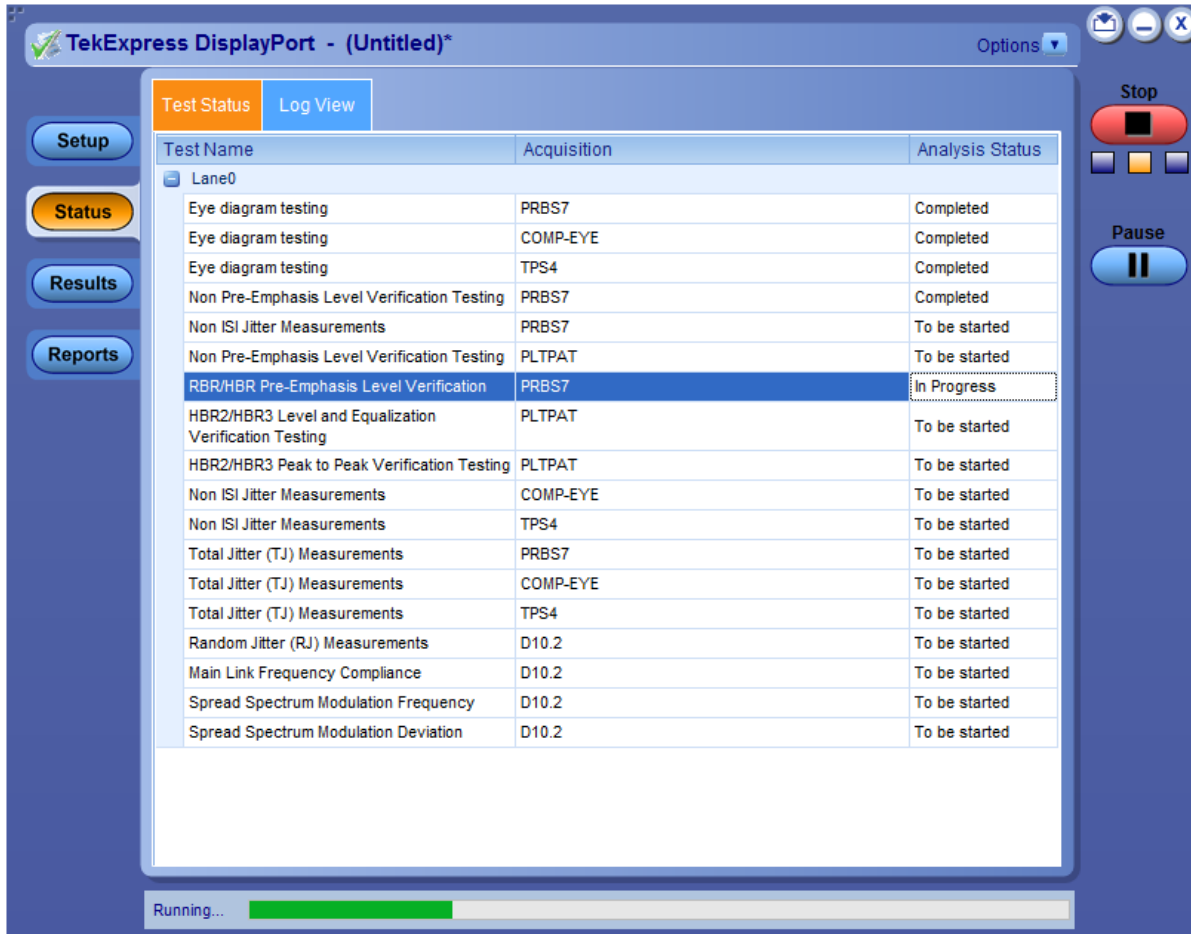 TekExpress DisplayPort - (Untitled)*
Options
Stop
Test Status Log View
Setup
Status
Results
Reports
Pause
Test Name Acquisition Analysis Status
Lane0
Eye diagram testing PRBS7 Completed
Eye diagram testing COMP-EYE Completed
Eye diagram testing TPS4 Completed
Non Pre-Emphasis Level Verification Testing PRBS7 Completed
Non ISI Jitter Measurements PRBS7 To be started
Non Pre-Emphasis Level Verification Testing PLTPAT To be started
RBR/HBR Pre-Emphasis Level Verification PRBS7 In Progress
HBR2/HBR3 Level and Equalization
Verification Testing PLTPAT To be started
HBR2/HBR3 Peak to Peak Verification Testing PLTPAT To be started
Non ISI Jitter Measurements COMP-EYE To be started
Non ISI Jitter Measurements TPS4 To be started
Total Jitter (TJ) Measurements PRBS7 To be started
Total Jitter (TJ) Measurements COMP-EYE To be started
Total Jitter (TJ) Measurements TPS4 To be started
Random Jitter (RJ) Measurements D10.2 To be started
Main Link Frequency Compliance D10.2 To be started
Spread Spectrum Modulation Frequency D10.2 To be started
Spread Spectrum Modulation Deviation D10.2 To be started
Running...